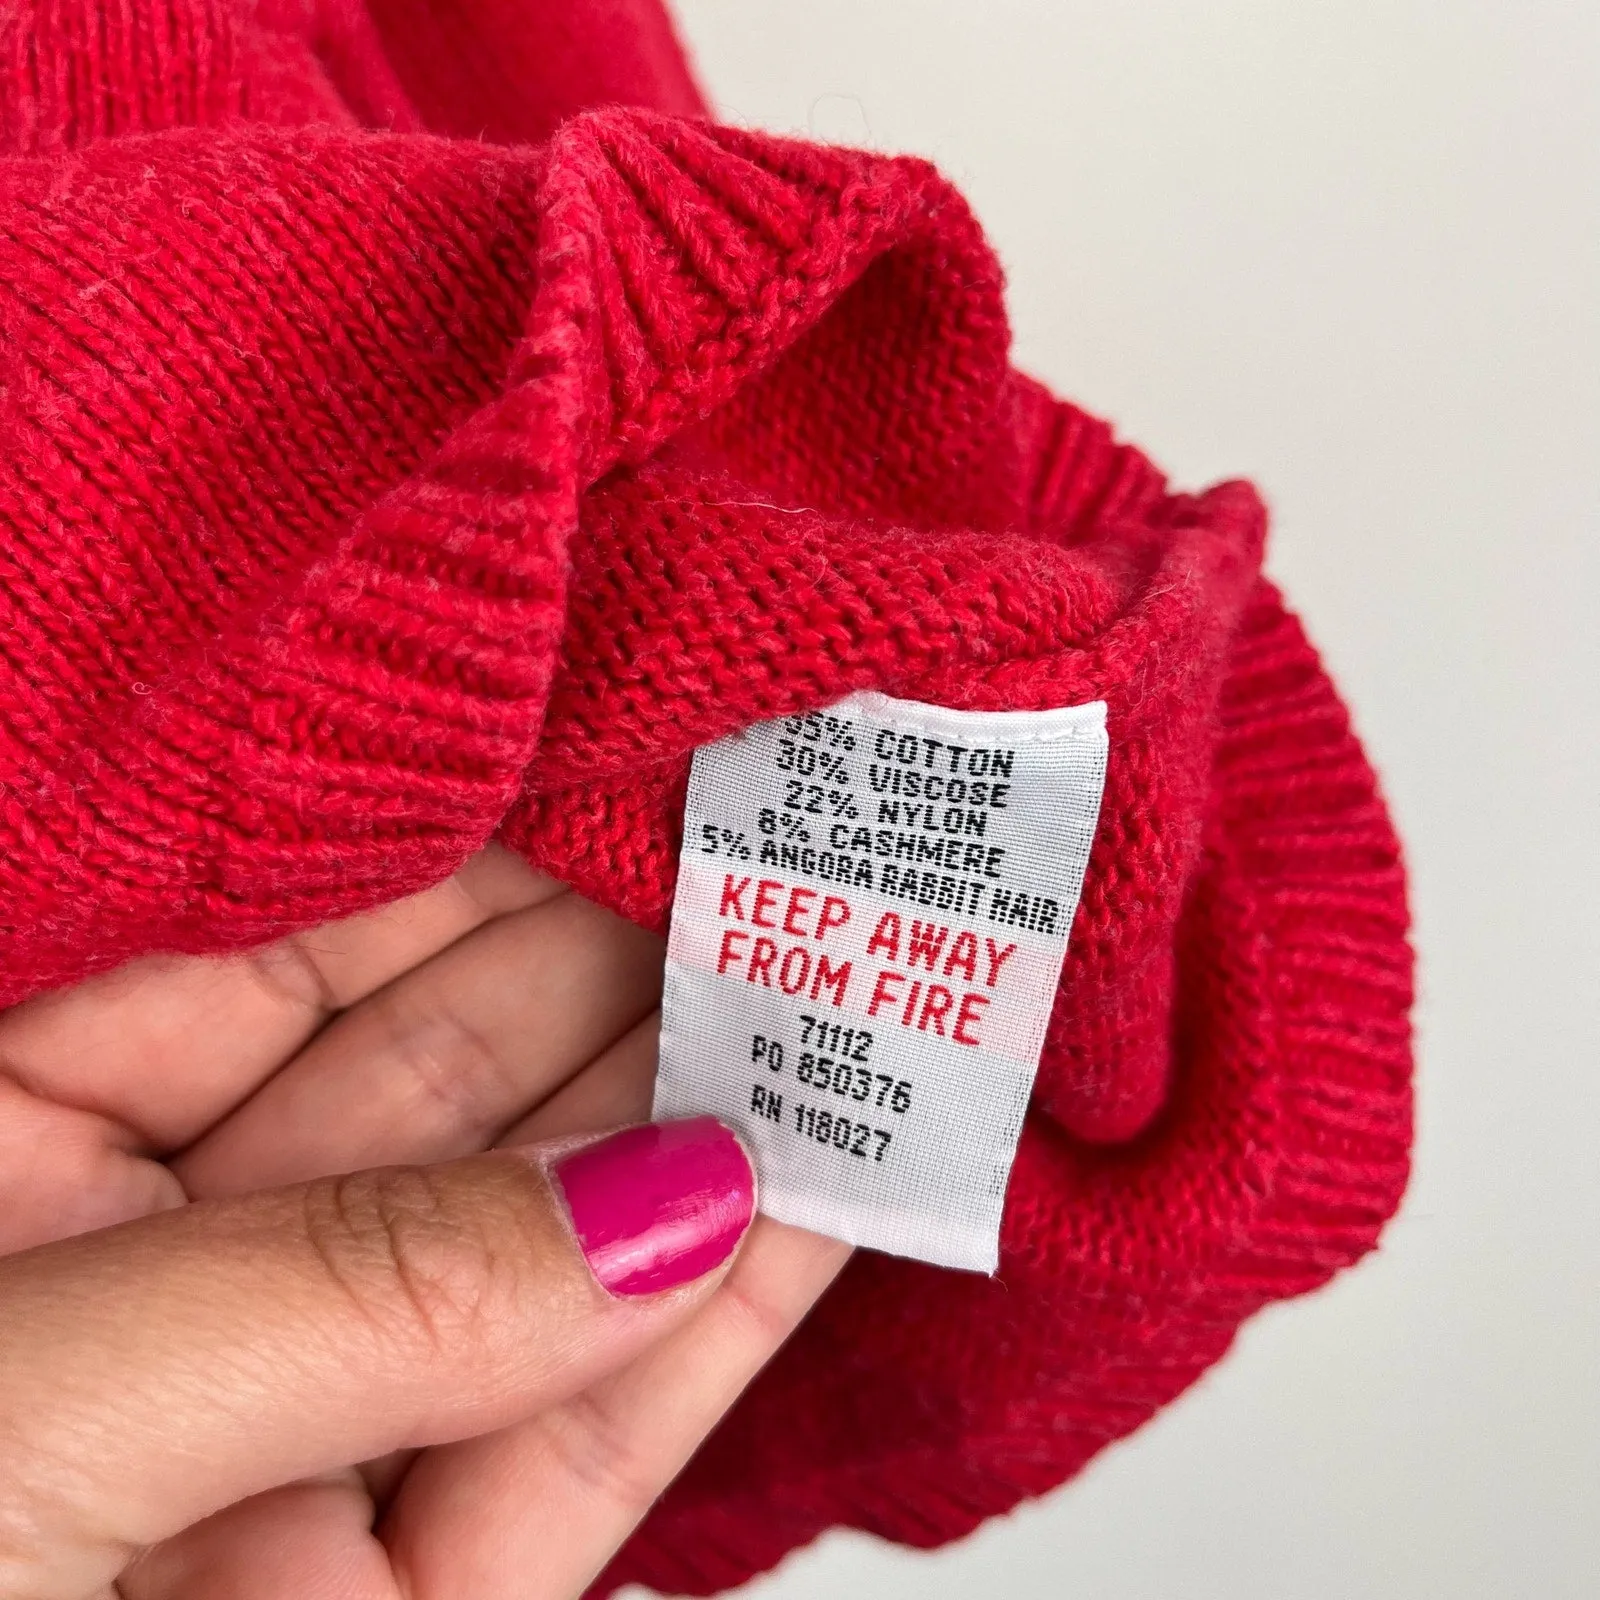 35% COTTON
30% VISCOSE
22% NYLON
8% CASHMERE
5% ANGORA RABBIT HAIR
KEEP AWAY
FROM FIRE
71112
PO 850376
RN 118027